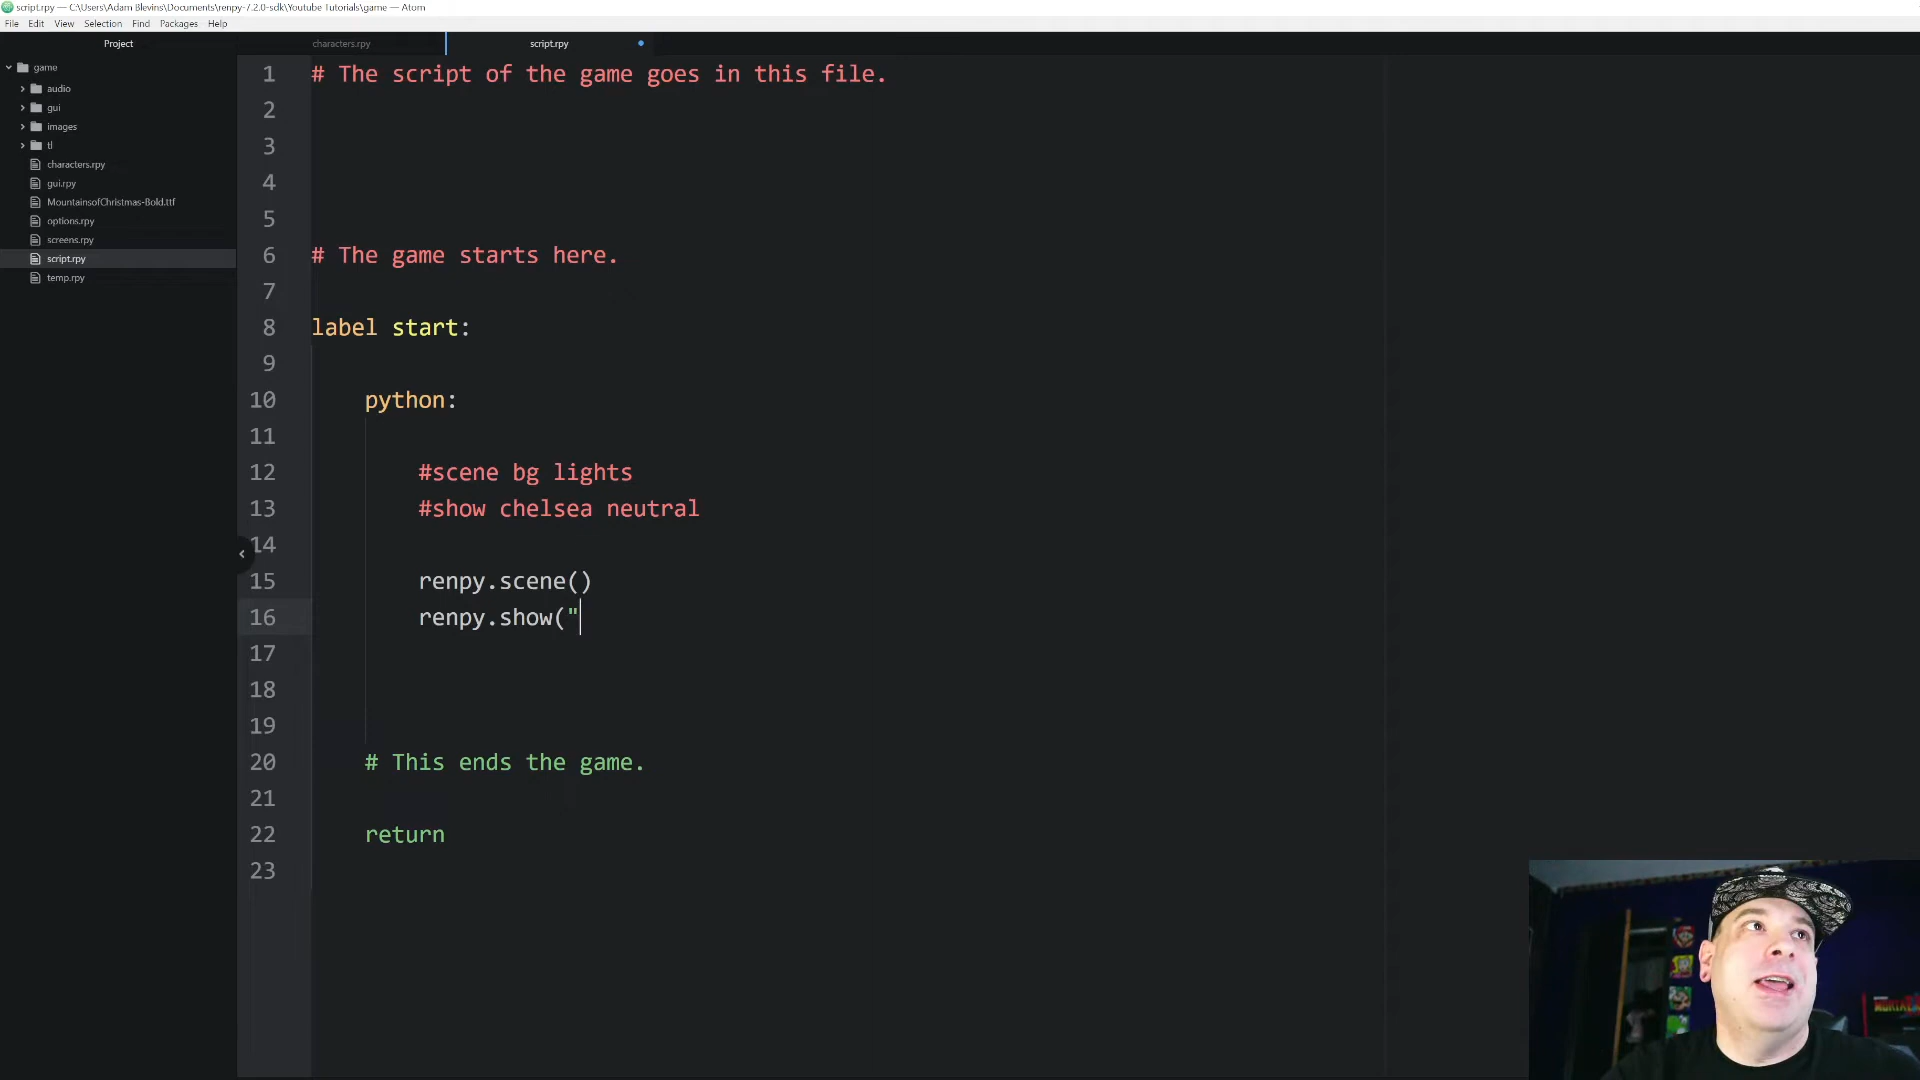 script.rpy — C:\Users\Adam Blevins\Documents\renpy-7.2.0-sdk\Youtube Tutorials\game — Atom
File Edit View Selection Find Packages Help
Project
characters.rpy
script.rpy
game
audio
gui
images
tl
characters.rpy
gui.rpy
MountainsofChristmas-Bold.ttf
options.rpy
screens.rpy
script.rpy
temp.rpy
1 # The script of the game goes in this file.
2
3
4
5
6 # The game starts here.
7
8 label start:
9
10 python:
11
12 #scene bg lights
13 #show chelsea neutral
14
15 renpy.scene()
16 renpy.show("
17
18
19
20 # This ends the game.
21
22 return
23